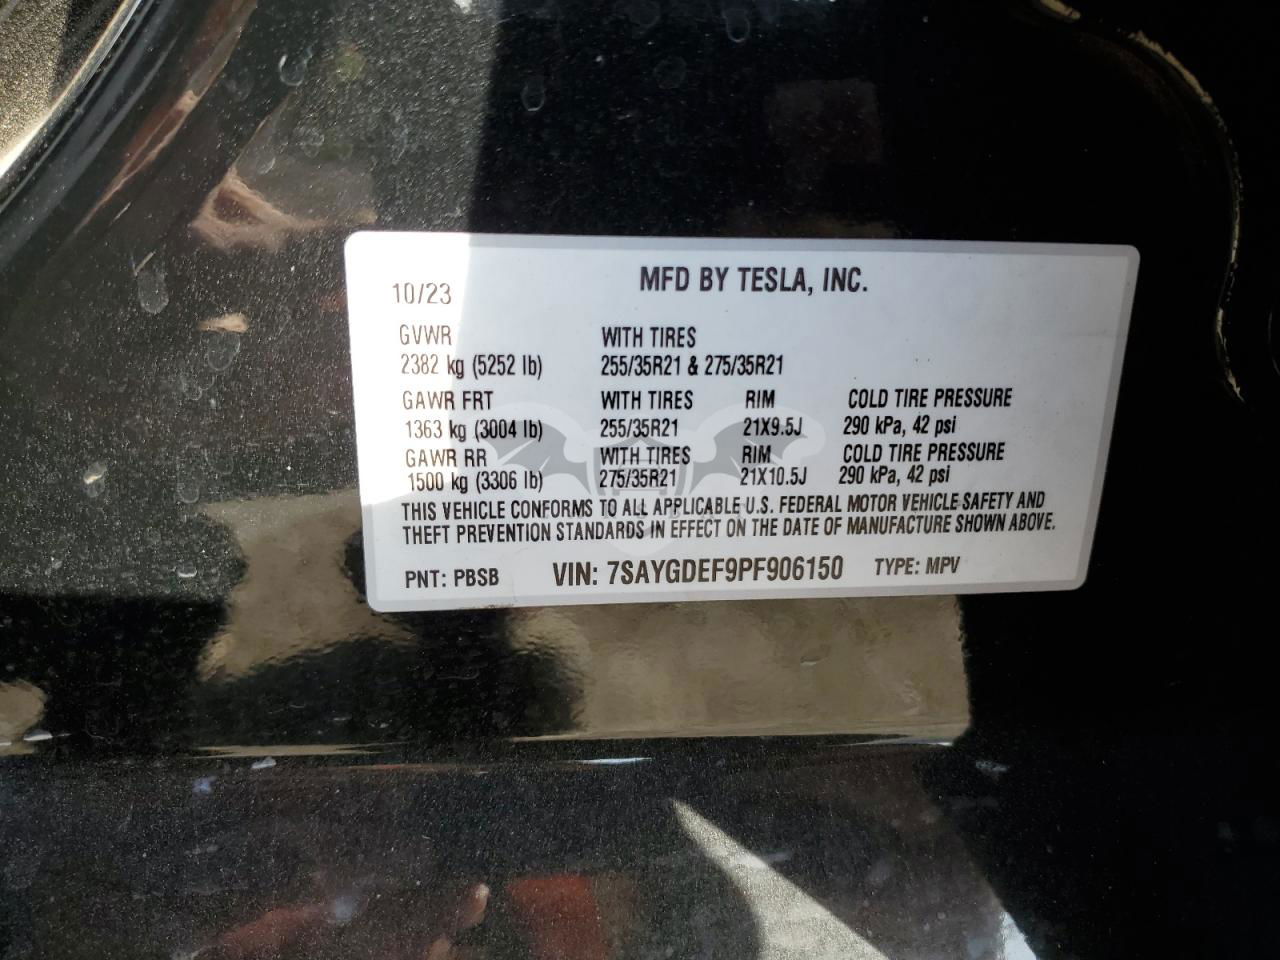 MFD BY TESLA, INC.
10/23
GVWR WITH TIRES
2382 kg (5252 lb) 255/35R21 & 275/35R21
GAWR FRT WITH TIRES RIM COLD TIRE PRESSURE
1363 kg (3004 lb) 255/35R21 21X9.5J 290 kPa, 42 psi
GAWR RR WITH TIRES RIM COLD TIRE PRESSURE
1500 kg (3306 lb) 275/35R21 21X10.5J 290 kPa, 42 psi
THIS VEHICLE CONFORMS TO ALL APPLICABLE U.S. FEDERAL MOTOR VEHICLE SAFETY AND
THEFT PREVENTION STANDARDS IN EFFECT ON THE DATE OF MANUFACTURE SHOWN ABOVE.
PNT: PBSB VIN: 7SAYGDEF9PF906150 TYPE: MPV